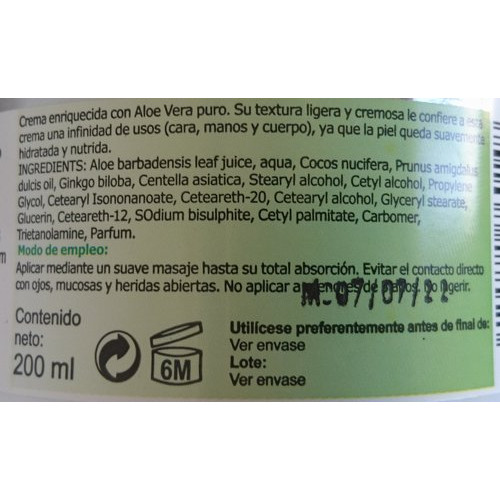 Crema enriquecida con Aloe Vera puro. Su textura ligera y cremosa le confiere a esta
crema una infinidad de usos (cara, manos y cuerpo), ya que la piel queda suavemente
hidratada y nutrida.
INGREDIENTS: Aloe barbadensis leaf juice, aqua, Cocos nucifera, Prunus amigdalus
dulcis oil, Ginkgo biloba, Centella asiatica, Stearyl alcohol, Cetyl alcohol, Propylene
Glycol, Cetearyl Isononanoate, Ceteareth-20, Cetearyl alcohol, Glyceryl stearate,
Glucerin, Ceteareth-12, SOdium bisulphite, Cetyl palmitate, Carbomer,
Trietanolamine, Parfum.
Modo de empleo:
Aplicar mediante un suave masaje hasta su total absorción. Evitar el contacto directo
con ojos, mucosas y heridas abiertas. No aplicar a menores de 3 años. No ingerir.
M-07/07/22
Contenido
neto:
200 ml
6M
Utilícese preferentemente antes de final de:
Ver envase
Lote:
Ver envase